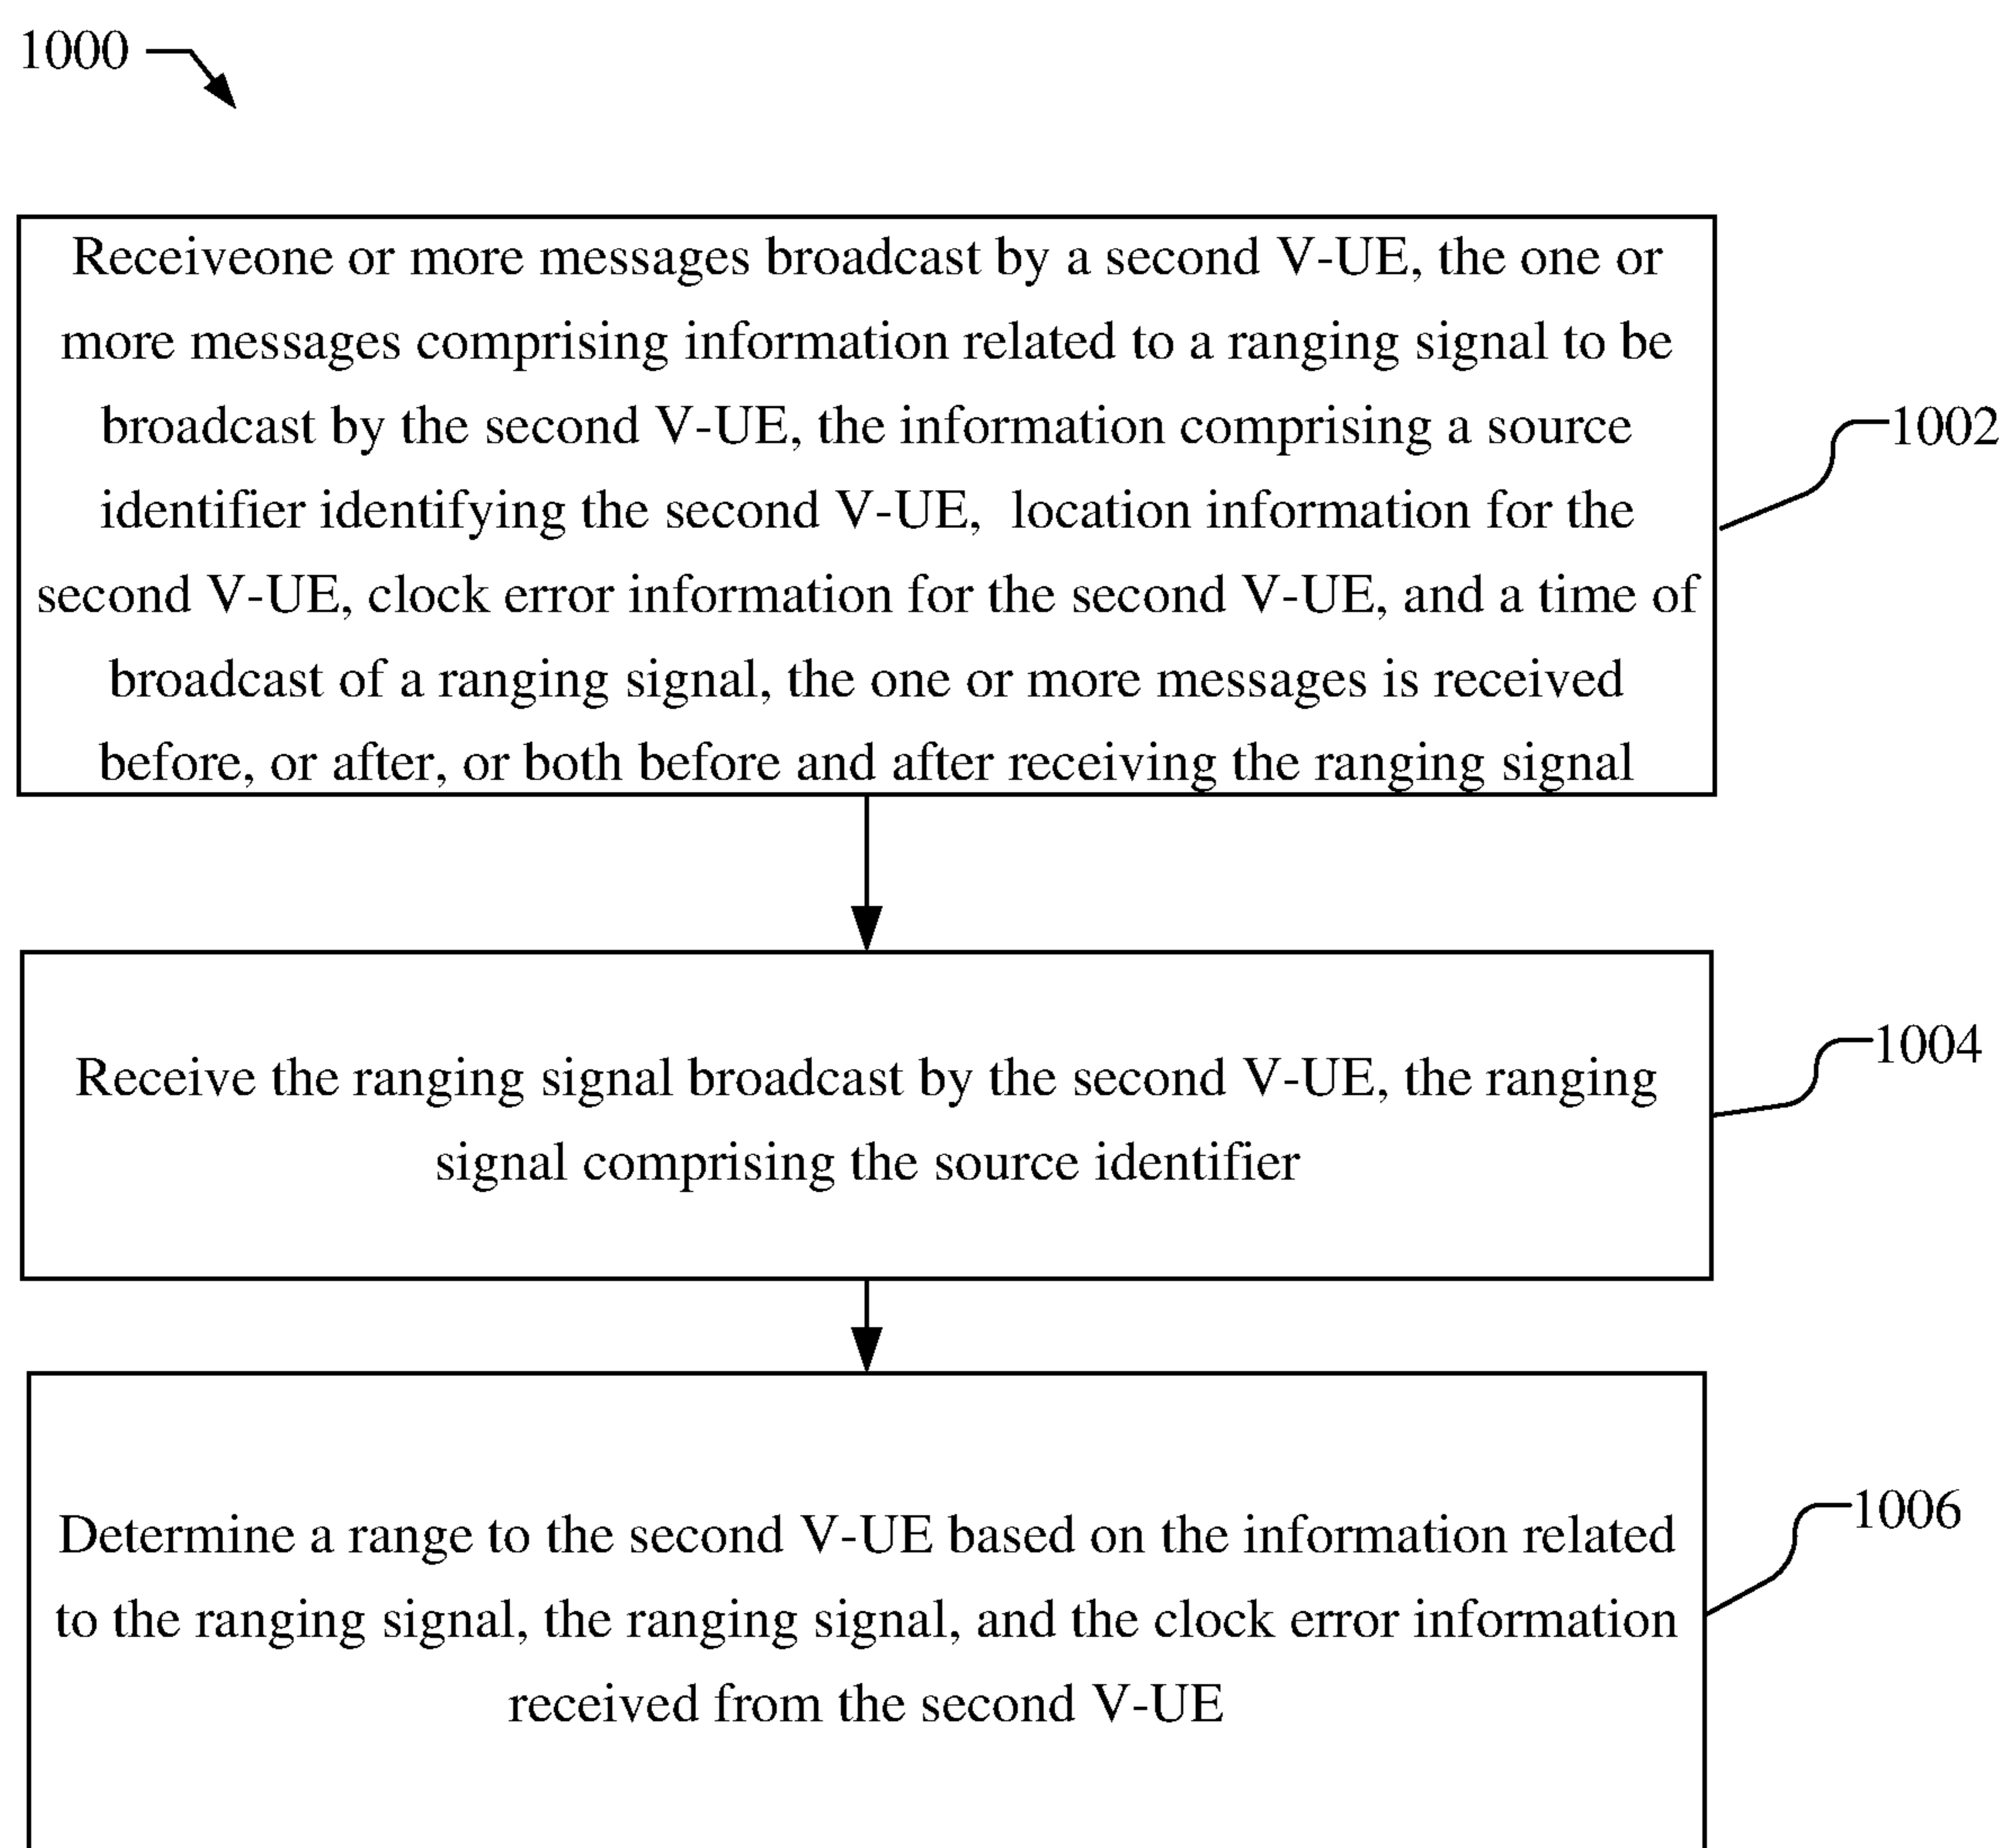 1000
Receiveone or more messages broadcast by a second V-UE, the one or
more messages comprising information related to a ranging signal to be
broadcast by the second V-UE, the information comprising a source
identifier identifying the second V-UE, location information for the
second V-UE, clock error information for the second V-UE, and a time of
broadcast of a ranging signal, the one or more messages is received
before, or after, or both before and after receiving the ranging signal
1002
Receive the ranging signal broadcast by the second V-UE, the ranging
signal comprising the source identifier
1004
Determine a range to the second V-UE based on the information related
to the ranging signal, the ranging signal, and the clock error information
received from the second V-UE
1006